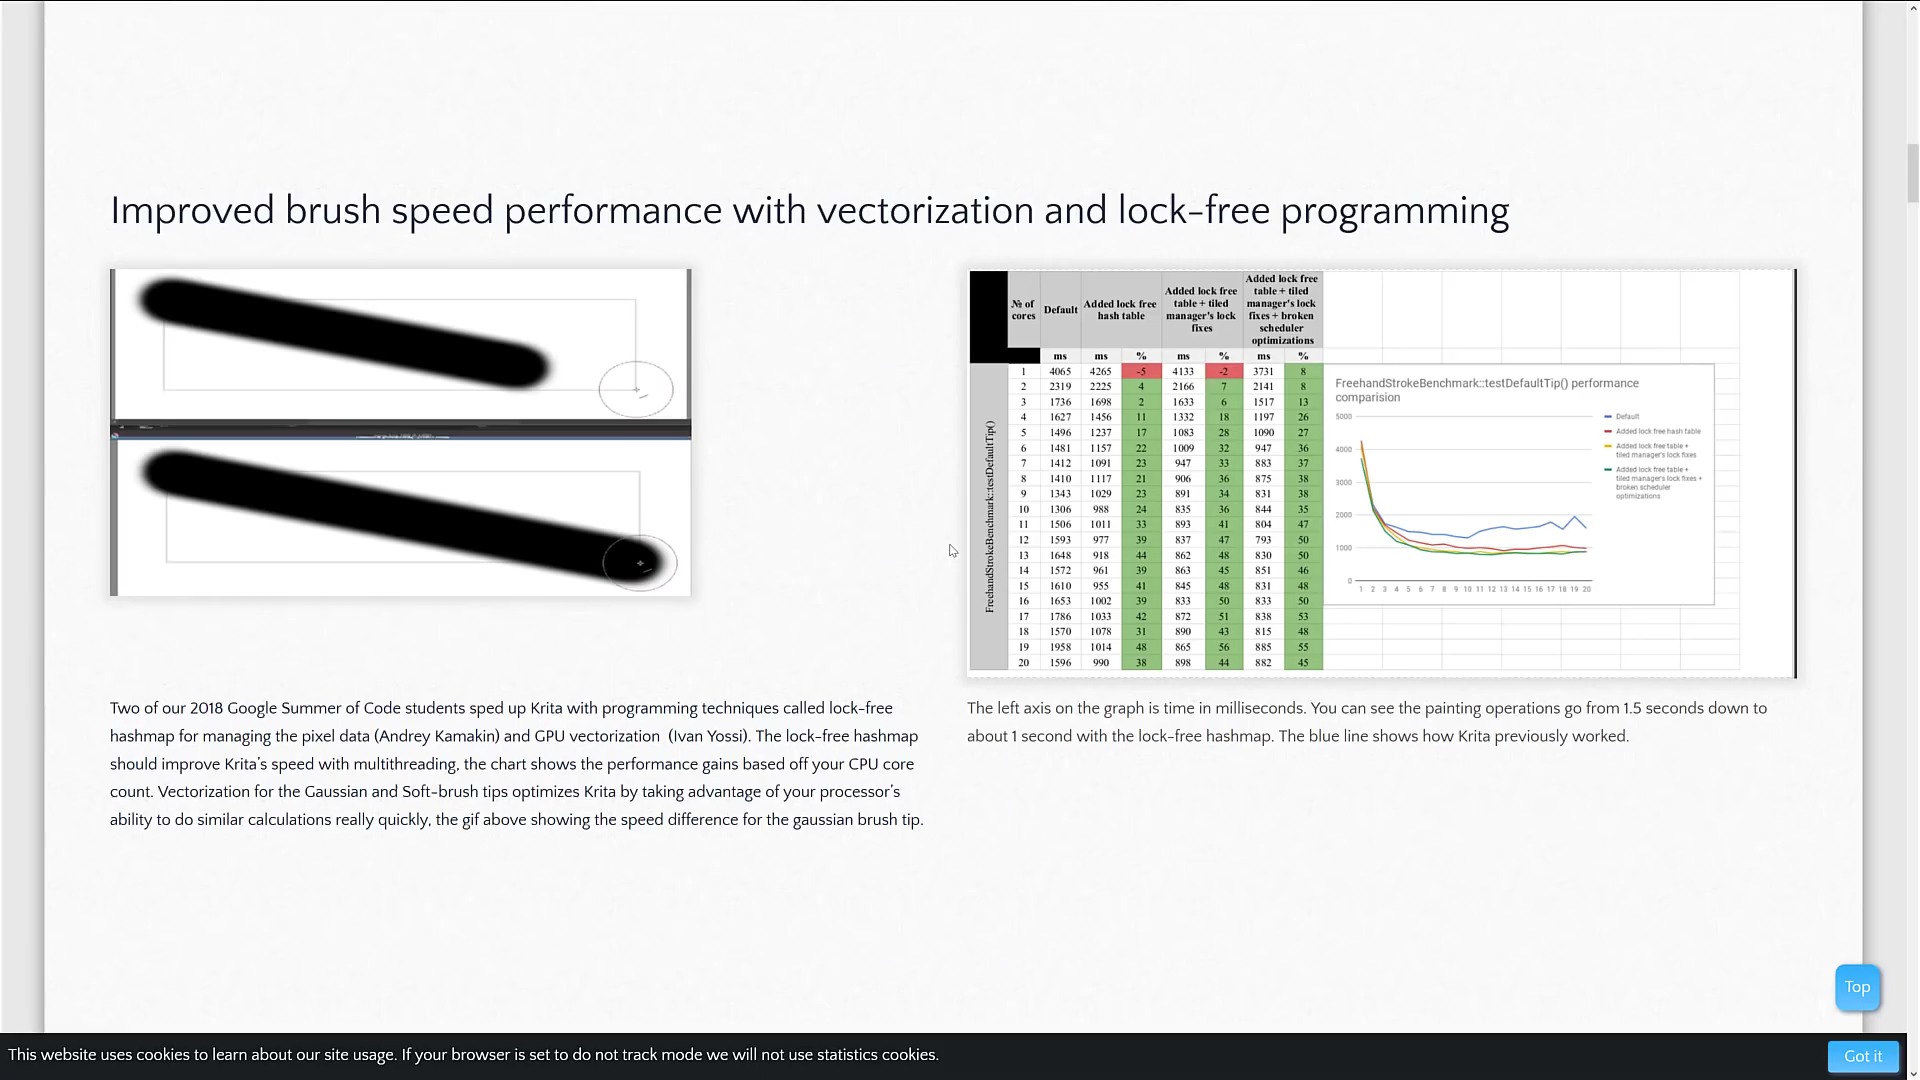 Improved brush speed performance with vectorization and lock-free programming
Two of our 2018 Google Summer of Code students sped up Krita with programming techniques called lock-free
hashmap for managing the pixel data (Andrey Kamakin) and GPU vectorization (Ivan Yossi). The lock-free hashmap
should improve Krita's speed with multithreading, the chart shows the performance gains based off your CPU core
count. Vectorization for the Gaussian and Soft-brush tips optimizes Krita by taking advantage of your processor's
ability to do similar calculations really quickly, the gif above showing the speed difference for the gaussian brush tip.
№ of
cores
Default
Added lock free
hash table
Added lock free
table + tiled
manager's lock
fixes
Added lock free
table + tiled
manager's lock
fixes + broken
scheduler
optimizations
ms ms % ms % ms %
FreehandStrokeBenchmark::testDefaultTip()
1 4065 4265 -5 4133 -2 3731 8
2 2319 2225 4 2166 7 2141 8
3 1736 1698 2 1633 6 1517 13
4 1627 1456 11 1332 18 1197 26
5 1496 1237 17 1083 28 1090 27
6 1481 1157 22 1009 32 947 36
7 1412 1091 23 947 33 883 37
8 1410 1117 21 906 36 875 38
9 1343 1029 23 891 34 831 38
10 1306 988 24 835 36 844 35
11 1506 1011 33 893 41 804 47
12 1593 977 39 837 47 793 50
13 1648 918 44 862 48 830 50
14 1572 961 39 863 45 851 46
15 1610 955 41 845 48 831 48
16 1653 1002 39 833 50 833 50
17 1786 1033 42 872 51 838 53
18 1570 1078 31 890 43 815 48
19 1958 1014 48 865 56 885 55
20 1596 990 38 898 44 882 45
FreehandStrokeBenchmark::testDefaultTip() performance
comparision
5000
4000
3000
2000
1000
0
1 2 3 4 5 6 7 8 9 10 11 12 13 14 15 16 17 18 19 20
Default
Added lock free hash table
Added lock free table +
tiled manager's lock fixes
Added lock free table +
tiled manager's lock fixes +
broken scheduler
optimizations
The left axis on the graph is time in milliseconds. You can see the painting operations go from 1.5 seconds down to
about 1 second with the lock-free hashmap. The blue line shows how Krita previously worked.
Top
This website uses cookies to learn about our site usage. If your browser is set to do not track mode we will not use statistics cookies.
Got it